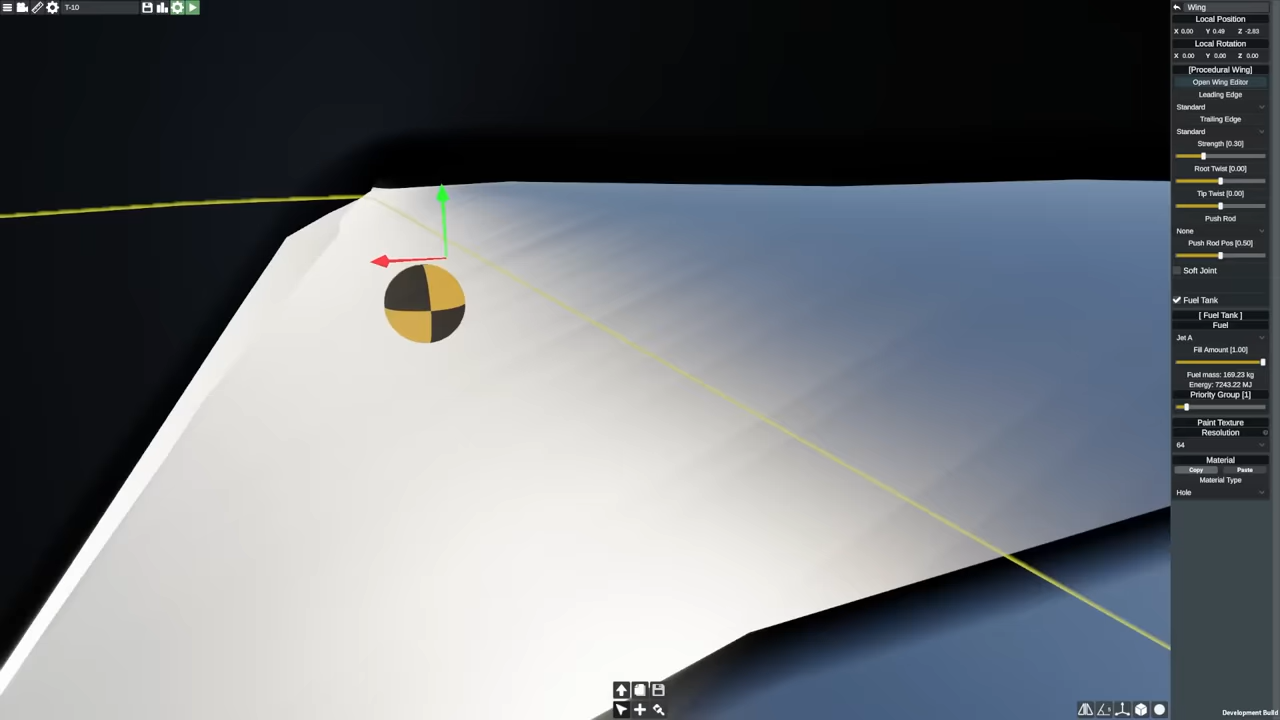 T-10
Wing
Local Position
X 0.00 Y 0.49 Z -2.83
Local Rotation
X 0.00 Y 0.00 Z 0.00
[Procedural Wing]
Open Wing Editor
Leading Edge
Standard
Trailing Edge
Standard
Strength [0.30]
Root Twist [0.00]
Tip Twist [0.00]
Push Rod
None
Push Rod Pos [0.50]
Soft Joint
Fuel Tank
[ Fuel Tank ]
Fuel
Jet A
Fill Amount [1.00]
Fuel mass: 169.23 kg
Energy: 7243.22 MJ
Priority Group [1]
Paint Texture
Resolution
64
Material
Copy Paste
Material Type
Hole
Development Build